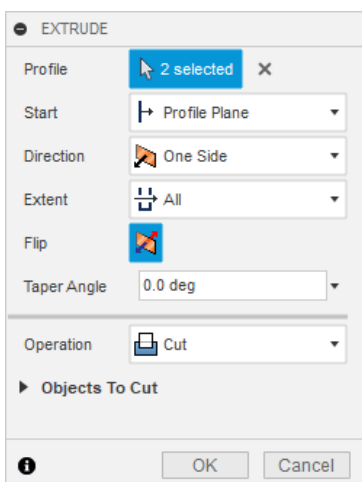 EXTRUDE
Profile 2 selected
Start Profile Plane
Direction One Side
Extent All
Flip
Taper Angle 0.0 deg
Operation Cut
Objects To Cut
OK Cancel